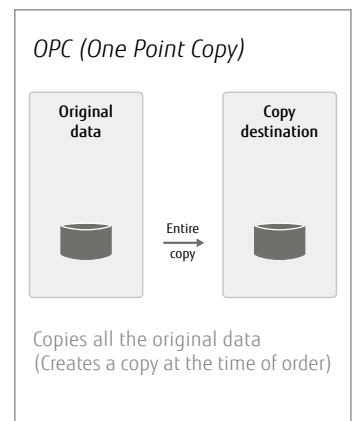 OPC (One Point Copy)
Original
data
Copy
destination
Entire
copy
Copies all the original data
(Creates a copy at the time of order)